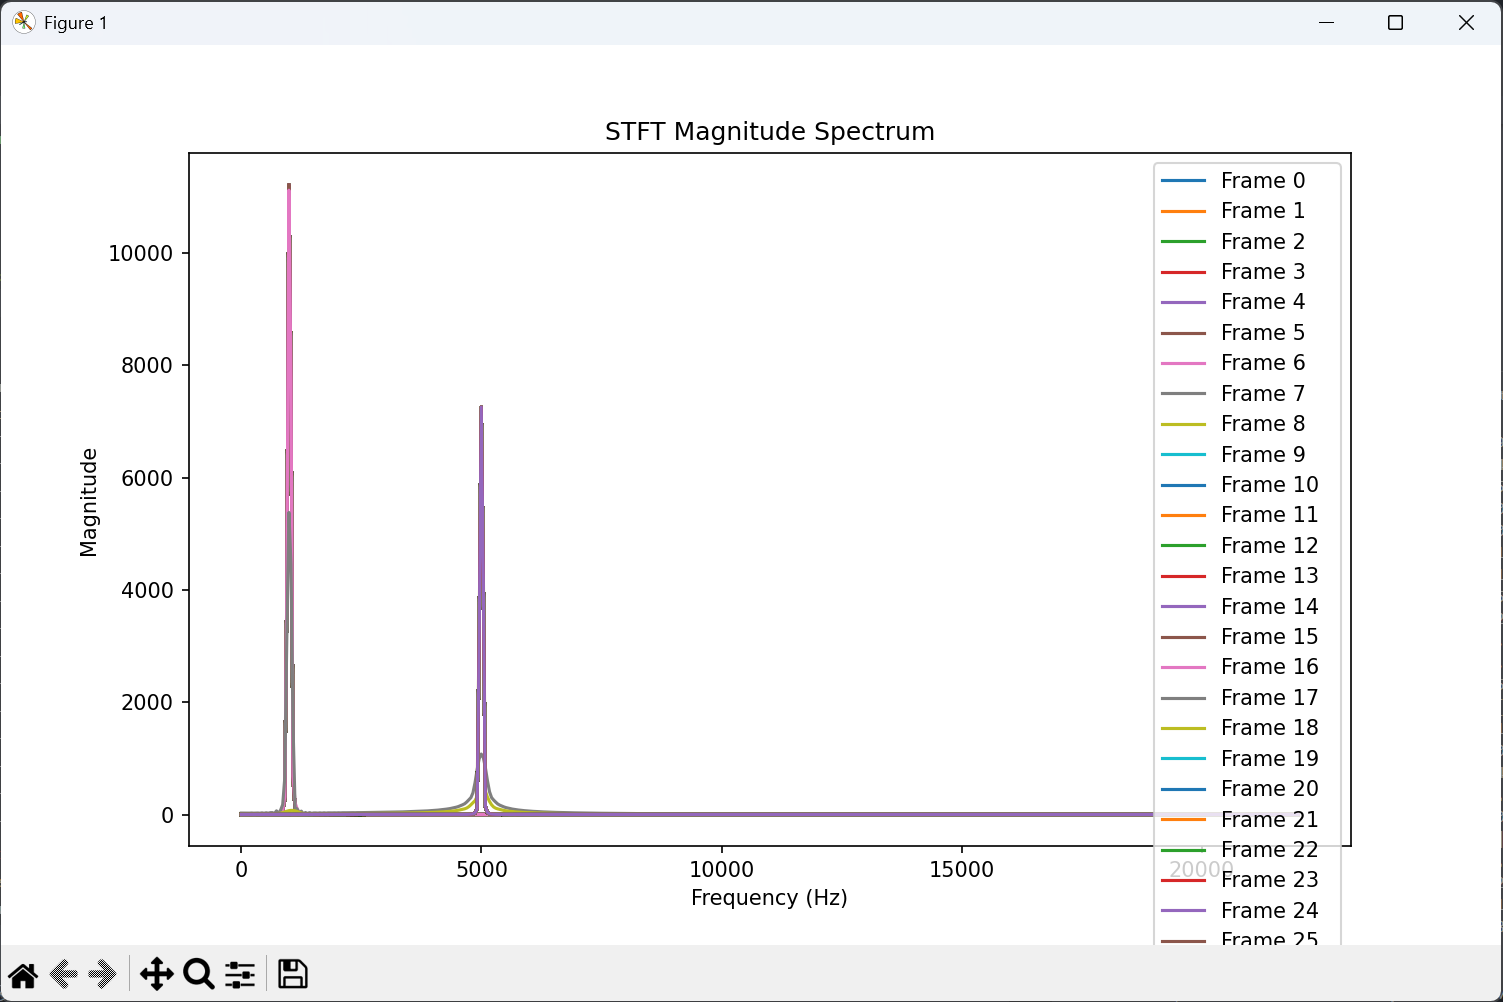 Figure 1
STFT Magnitude Spectrum
Magnitude
10000
8000
6000
4000
2000
0
0
5000
10000
15000
20000
Frequency (Hz)
Frame 0
Frame 1
Frame 2
Frame 3
Frame 4
Frame 5
Frame 6
Frame 7
Frame 8
Frame 9
Frame 10
Frame 11
Frame 12
Frame 13
Frame 14
Frame 15
Frame 16
Frame 17
Frame 18
Frame 19
Frame 20
Frame 21
Frame 22
Frame 23
Frame 24
Frame 25